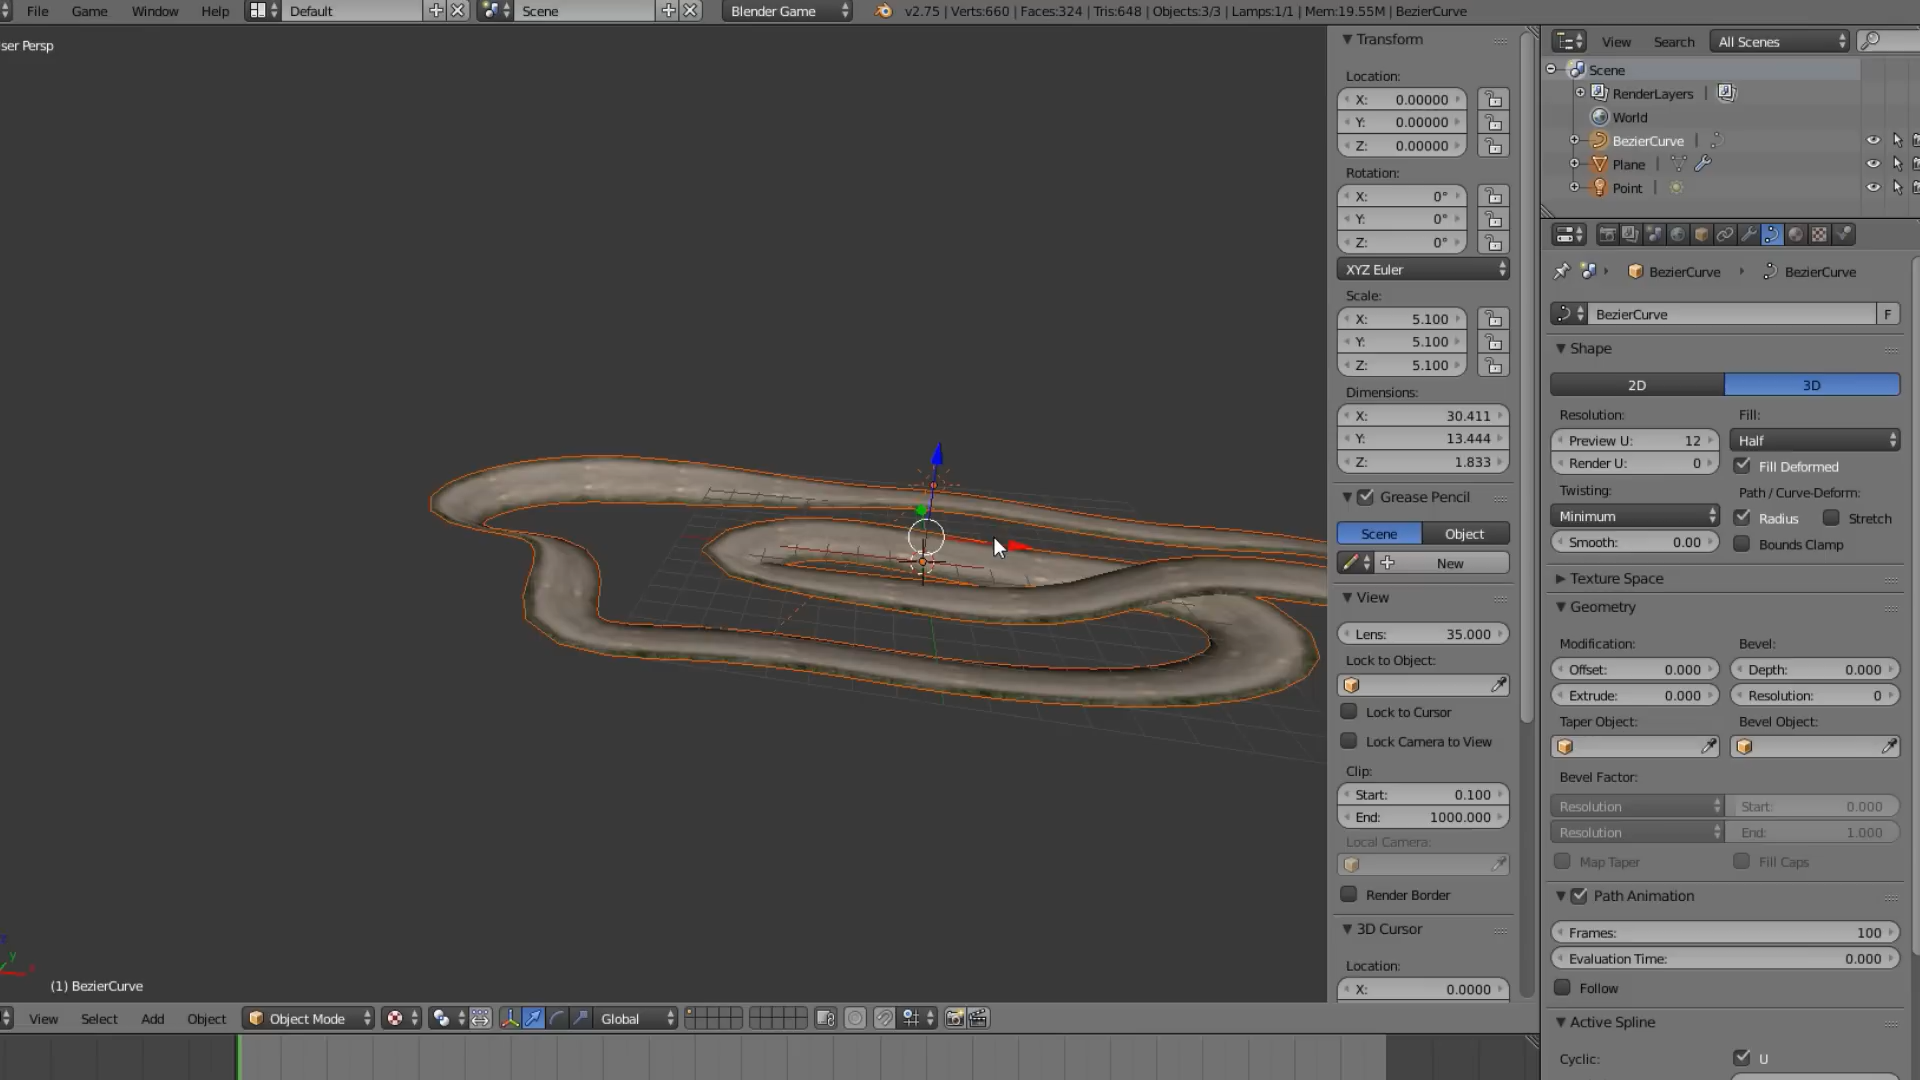 File Game Window Help Default Scene Blender Game v2.75 | Verts:660 | Faces:324 | Tris:648 | Objects:3/3 | Lamps:1/1 | Mem:19.55M | BezierCurve
ser Persp
Transform
Location:
X: 0.00000
Y: 0.00000
Z: 0.00000
Rotation:
X: 0°
Y: 0°
Z: 0°
XYZ Euler
Scale:
X: 5.100
Y: 5.100
Z: 5.100
Dimensions:
X: 30.411
Y: 13.444
Z: 1.833
Grease Pencil
Scene Object
New
View
Lens: 35.000
Lock to Object:
Lock to Cursor
Lock Camera to View
Clip:
Start: 0.100
End: 1000.000
Local Camera:
Render Border
3D Cursor
Location:
X: 0.0000
View Search All Scenes
Scene
RenderLayers
World
BezierCurve
Plane
Point
BezierCurve BezierCurve
BezierCurve F
Shape
2D 3D
Resolution: Fill:
Preview U: 12 Half
Render U: 0 Fill Deformed
Twisting: Path / Curve-Deform:
Minimum Radius Stretch
Smooth: 0.00 Bounds Clamp
Texture Space
Geometry
Modification: Bevel:
Offset: 0.000 Depth: 0.000
Extrude: 0.000 Resolution: 0
Taper Object: Bevel Object:
Bevel Factor:
Resolution Start: 0.000
Resolution End: 1.000
Map Taper Fill Caps
Path Animation
Frames: 100
Evaluation Time: 0.000
Follow
Active Spline
Cyclic: U
y
(1) BezierCurve
View Select Add Object Object Mode Global